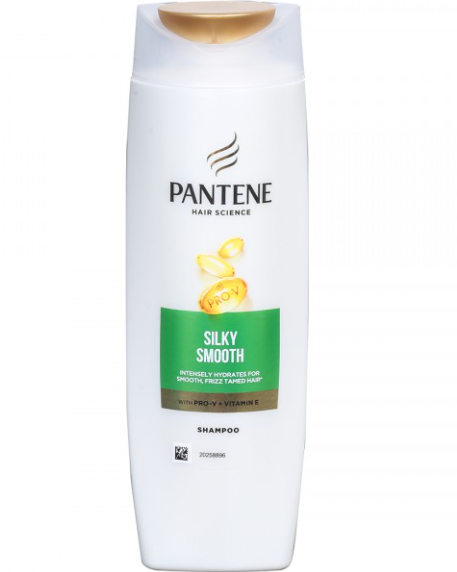 PANTENE
HAIR SCIENCE
PRO-V
SILKY
SMOOTH
INTENSELY HYDRATES FOR
SMOOTH, FRIZZ TAMED HAIR*
WITH PRO-V + VITAMIN E
SHAMPOO
20258896